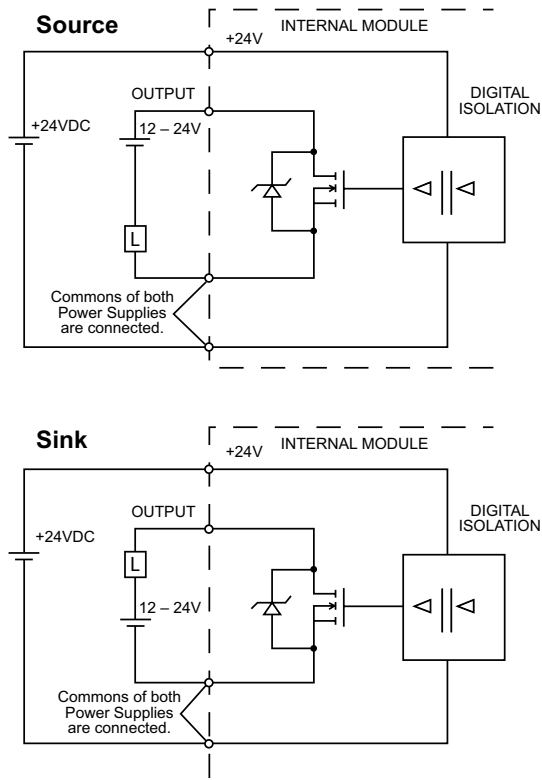 Source
INTERNAL MODULE
+24V
DIGITAL
ISOLATION
OUTPUT
+24VDC
12 – 24V
L
Commons of both
Power Supplies
are connected.
Sink
INTERNAL MODULE
+24V
DIGITAL
ISOLATION
OUTPUT
+24VDC
L
12 – 24V
Commons of both
Power Supplies
are connected.